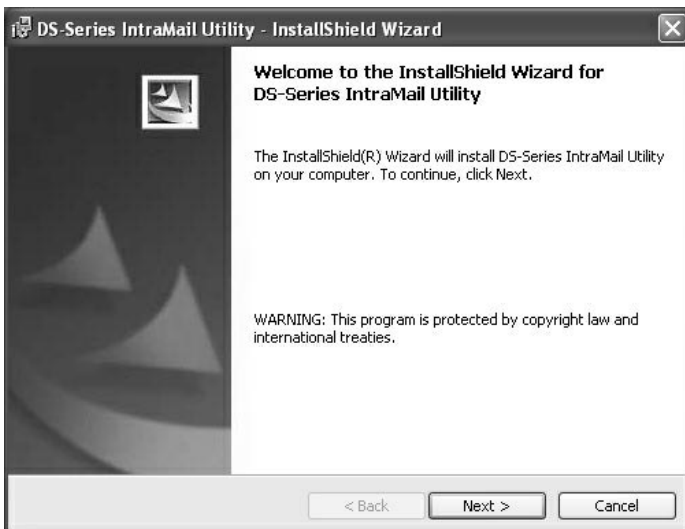 DS-Series IntraMail Utility - InstallShield Wizard
Welcome to the InstallShield Wizard for
DS-Series IntraMail Utility
The InstallShield(R) Wizard will install DS-Series IntraMail Utility
on your computer. To continue, click Next.
WARNING: This program is protected by copyright law and
international treaties.
< Back
Next >
Cancel